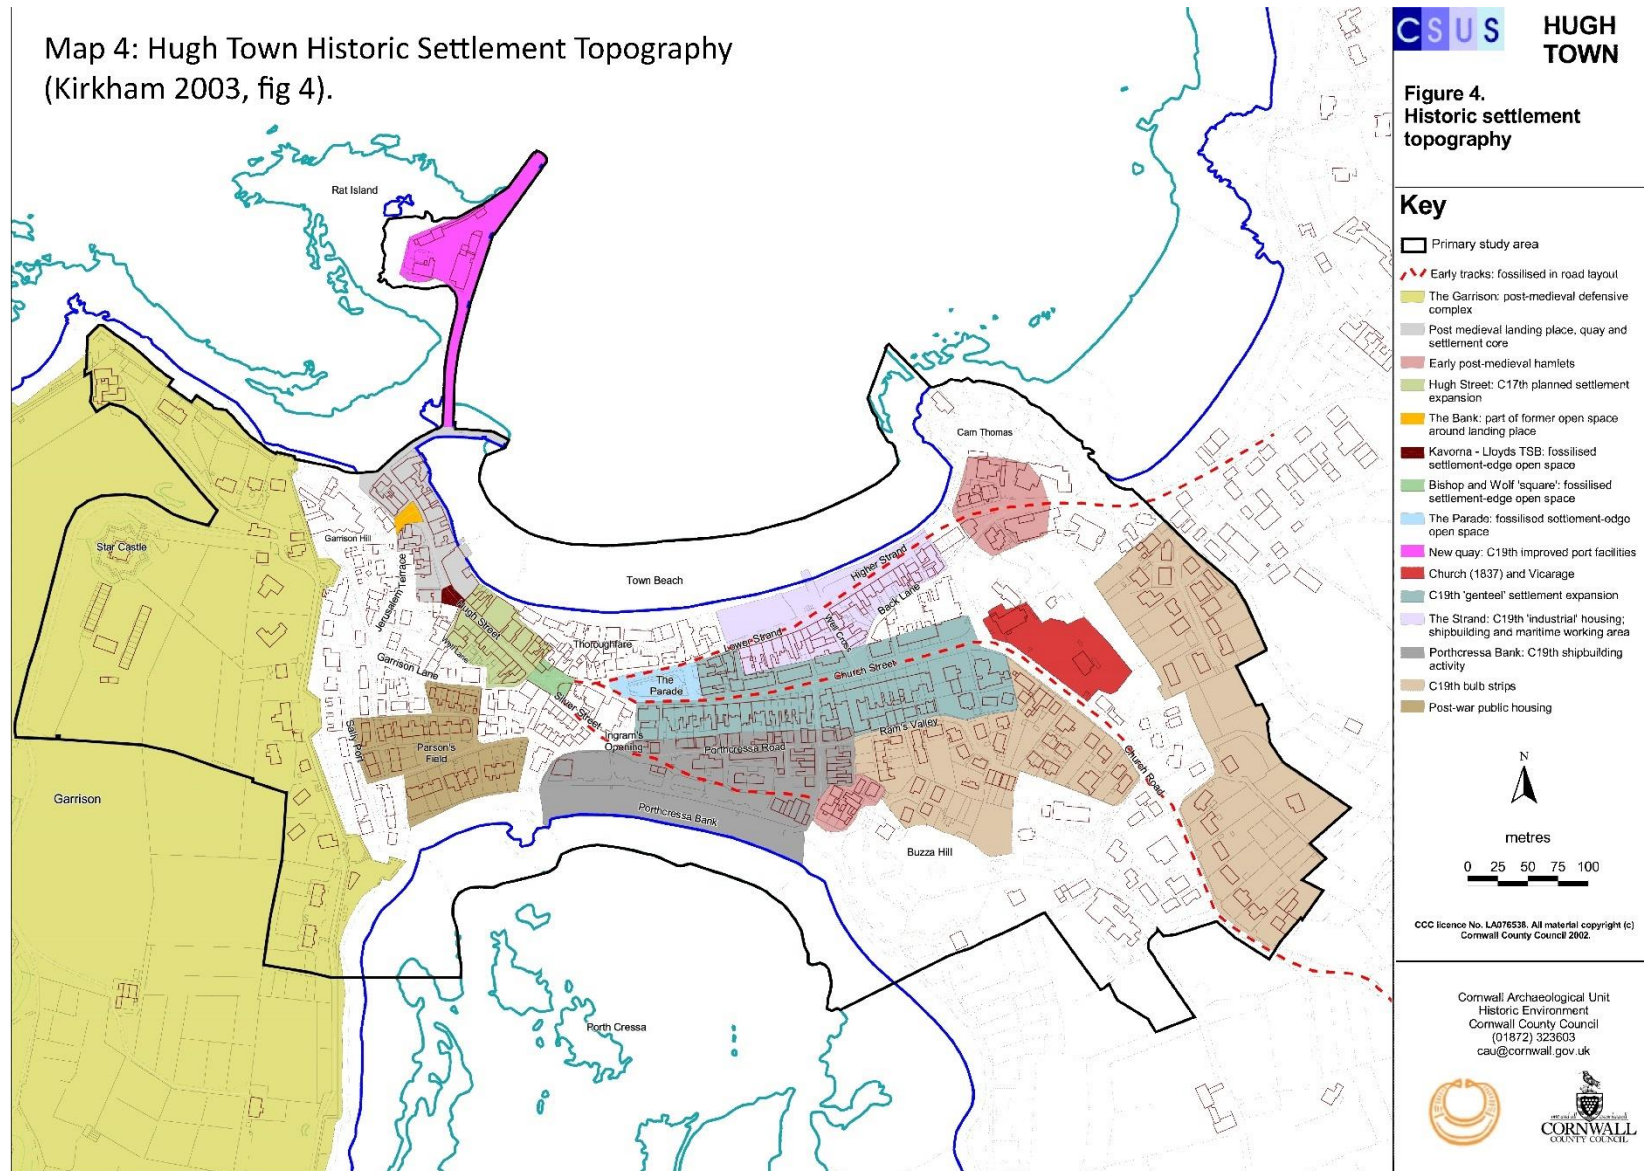 Map 4: Hugh Town Historic Settlement Topography
(Kirkham 2003, fig 4).
CSUS
HUGH
TOWN
Figure 4.
Historic settlement
topography
Key
Primary study area
Early tracks: fossilised in road layout
The Garrison: post-medieval defensive
complex
Post medieval landing place, quay and
settlement core
Early post-medieval hamlets
Hugh Street: C17th planned settlement
expansion
The Bank: part of former open space
around landing place
Kavorna - Lloyds TSB: fossilised
settlement-edge open space
Bishop and Wolf 'square': fossilised
settlement-edge open space
The Parade: fossilised settlement-edge
open space
New quay: C19th improved port facilities
Church (1837) and Vicarage
C19th 'genteel' settlement expansion
The Strand: C19th 'industrial' housing;
shipbuilding and maritime working area
Porthcressa Bank: C19th shipbuilding
activity
C19th bulb strips
Post-war public housing
N
metres
0 25 50 75 100
CCC licence No. LA076538. All material copyright (c)
Cornwall County Council 2002.
Cornwall Archaeological Unit
Historic Environment
Cornwall County Council
(01872) 323603
cau@cornwall.gov.uk
CORNWALL
COUNTY COUNCIL
Rat Island
Carn Thomas
Star Castle
Garrison Hill
Jerusalem Terrace
Town Beach
Higher Strand
Back Lane
Well Cross
Lower Strand
Hugh Street
Well Lane
Thoroughfare
Garrison Lane
The
Parade
Church Street
Silver Street
Sally Port
Parson's
Field
Ingram's
Opening
Porthcressa Road
Ram's Valley
Church Road
Garrison
Porthcressa Bank
Buzza Hill
Porth Cressa